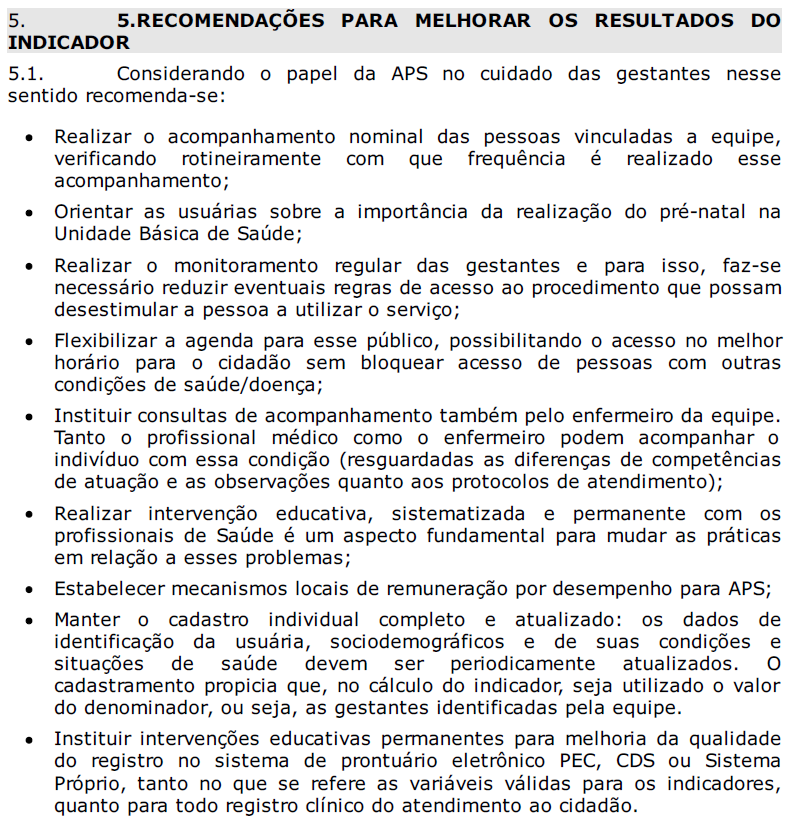 5. 5.RECOMENDAÇÕES PARA MELHORAR OS RESULTADOS DO
INDICADOR
5.1. Considerando o papel da APS no cuidado das gestantes nesse
sentido recomenda-se:
• Realizar o acompanhamento nominal das pessoas vinculadas a equipe,
verificando rotineiramente com que frequência é realizado esse
acompanhamento;
• Orientar as usuárias sobre a importância da realização do pré-natal na
Unidade Básica de Saúde;
• Realizar o monitoramento regular das gestantes e para isso, faz-se
necessário reduzir eventuais regras de acesso ao procedimento que possam
desestimular a pessoa a utilizar o serviço;
• Flexibilizar a agenda para esse público, possibilitando o acesso no melhor
horário para o cidadão sem bloquear acesso de pessoas com outras
condições de saúde/doença;
• Instituir consultas de acompanhamento também pelo enfermeiro da equipe.
Tanto o profissional médico como o enfermeiro podem acompanhar o
indivíduo com essa condição (resguardadas as diferenças de competências
de atuação e as observações quanto aos protocolos de atendimento);
• Realizar intervenção educativa, sistematizada e permanente com os
profissionais de Saúde é um aspecto fundamental para mudar as práticas
em relação a esses problemas;
• Estabelecer mecanismos locais de remuneração por desempenho para APS;
• Manter o cadastro individual completo e atualizado: os dados de
identificação da usuária, sociodemográficos e de suas condições e
situações de saúde devem ser periodicamente atualizados. O
cadastramento propicia que, no cálculo do indicador, seja utilizado o valor
do denominador, ou seja, as gestantes identificadas pela equipe.
• Instituir intervenções educativas permanentes para melhoria da qualidade
do registro no sistema de prontuário eletrônico PEC, CDS ou Sistema
Próprio, tanto no que se refere as variáveis válidas para os indicadores,
quanto para todo registro clínico do atendimento ao cidadão.